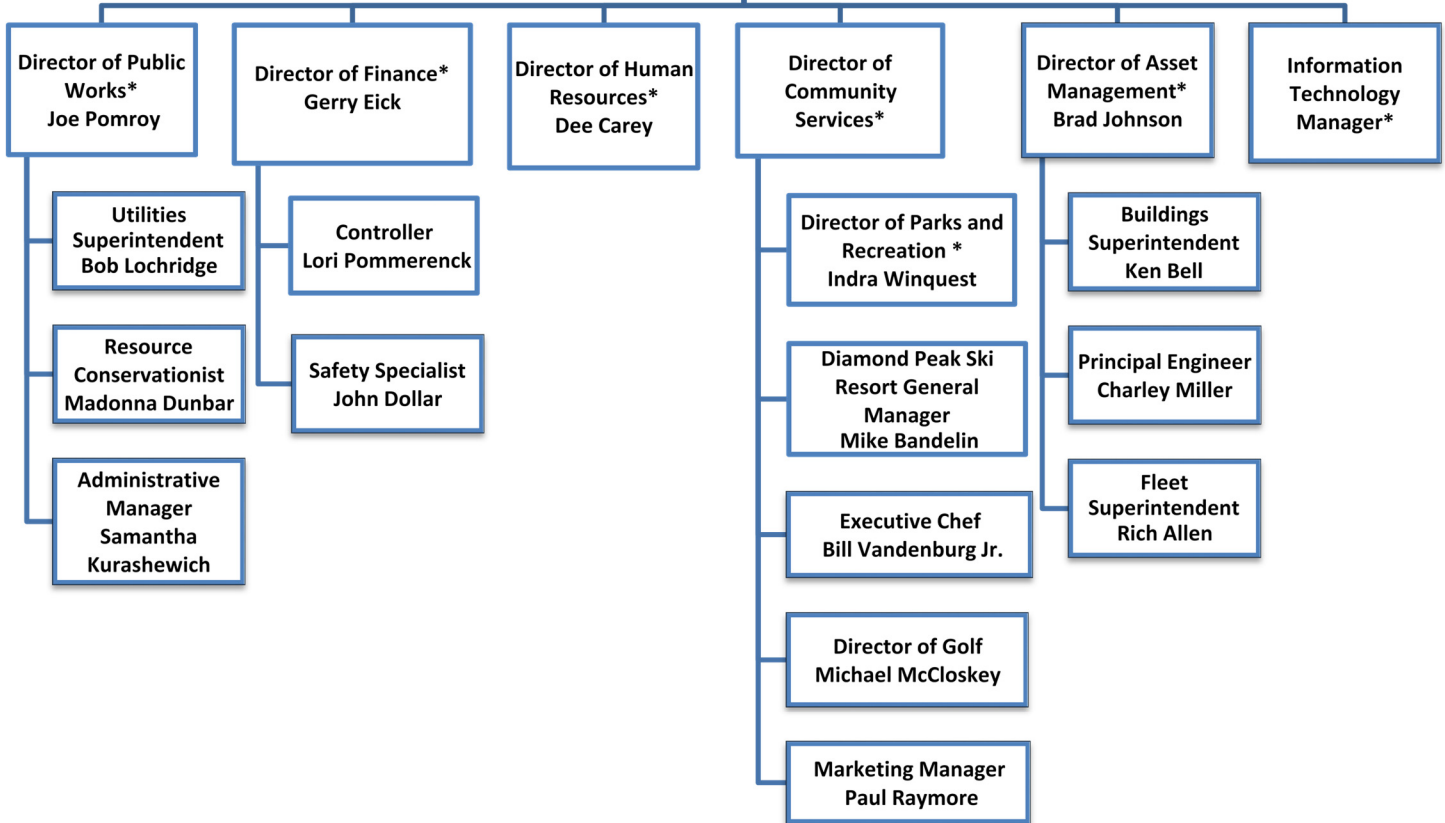 Director of Public
Works*
Joe Pomroy
Director of Finance*
Gerry Eick
Director of Human
Resources*
Dee Carey
Director of
Community
Services*
Director of Asset
Management*
Brad Johnson
Information
Technology
Manager*
Utilities
Superintendent
Bob Lochridge
Resource
Conservationist
Madonna Dunbar
Administrative
Manager
Samantha
Kurashewich
Controller
Lori Pommerenck
Safety Specialist
John Dollar
Director of Parks and
Recreation *
Indra Winquest
Diamond Peak Ski
Resort General
Manager
Mike Bandelin
Executive Chef
Bill Vandenburg Jr.
Director of Golf
Michael McCloskey
Marketing Manager
Paul Raymore
Buildings
Superintendent
Ken Bell
Principal Engineer
Charley Miller
Fleet
Superintendent
Rich Allen